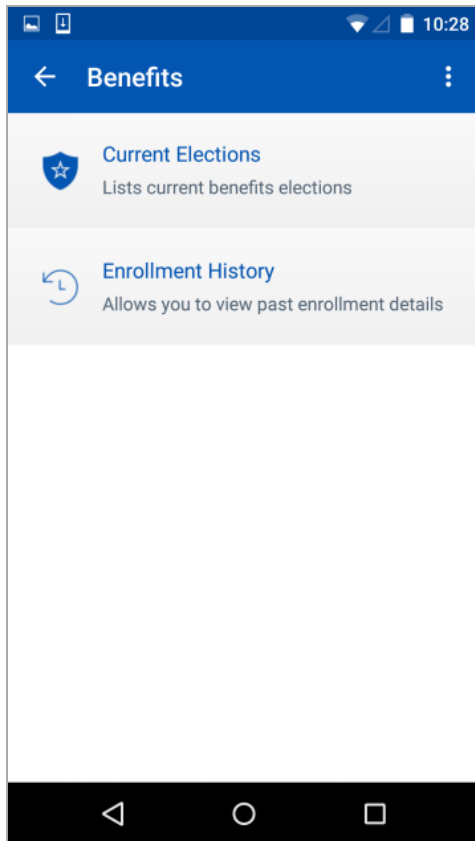 10:28
Benefits
Current Elections
Lists current benefits elections
Enrollment History
Allows you to view past enrollment details